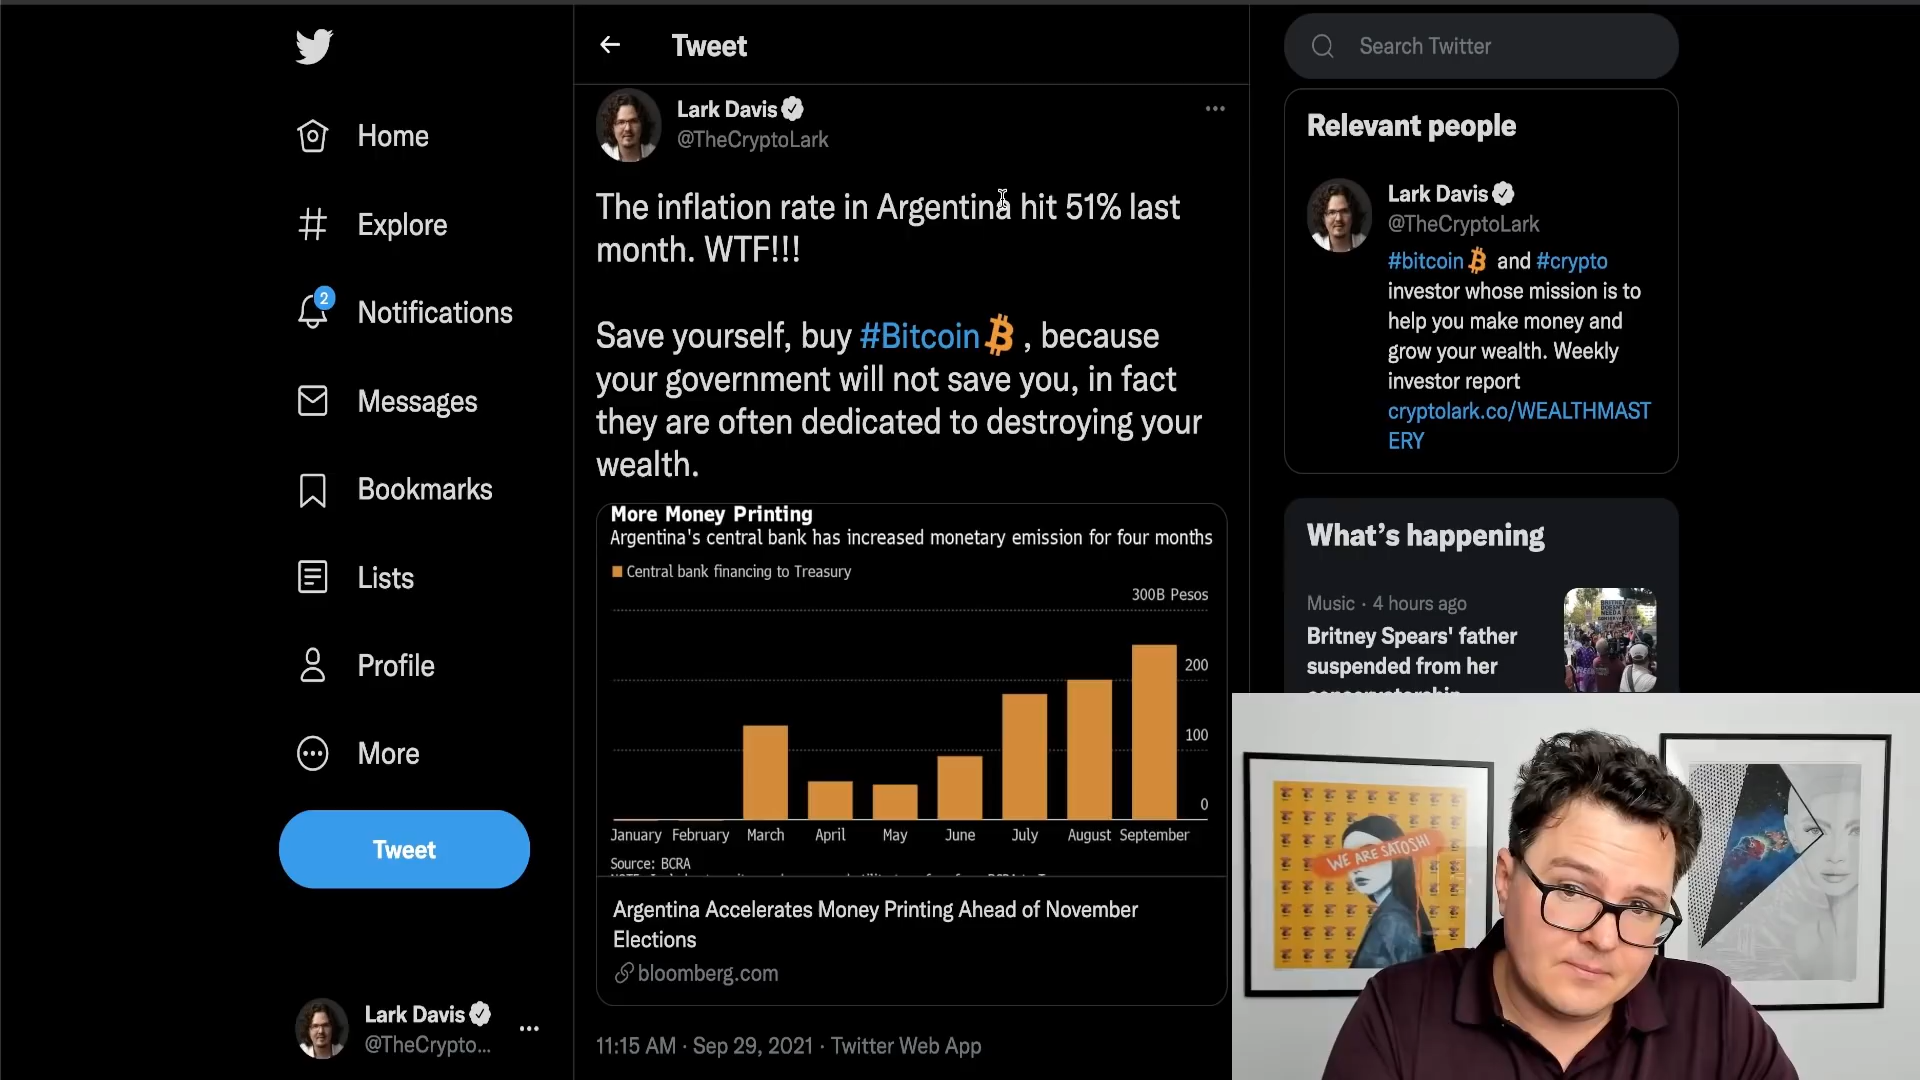 Home
Explore
2
Notifications
Messages
Bookmarks
Lists
Profile
More
Tweet
Lark Davis
@TheCrypto...
Tweet
Lark Davis
@TheCryptoLark
The inflation rate in Argentina hit 51% last
month. WTF!!!
Save yourself, buy #Bitcoin , because
your government will not save you, in fact
they are often dedicated to destroying your
wealth.
More Money Printing
Argentina's central bank has increased monetary emission for four months
Central bank financing to Treasury
300B Pesos
200
100
0
January February March April May June July August September
Source: BCRA
Argentina Accelerates Money Printing Ahead of November
Elections
bloomberg.com
11:15 AM · Sep 29, 2021 · Twitter Web App
Search Twitter
Relevant people
Lark Davis
@TheCryptoLark
#bitcoin and #crypto
investor whose mission is to
help you make money and
grow your wealth. Weekly
investor report
cryptolark.co/WEALTHMAST
ERY
What's happening
Music · 4 hours ago
Britney Spears' father
suspended from her
WE ARE SATOSHI